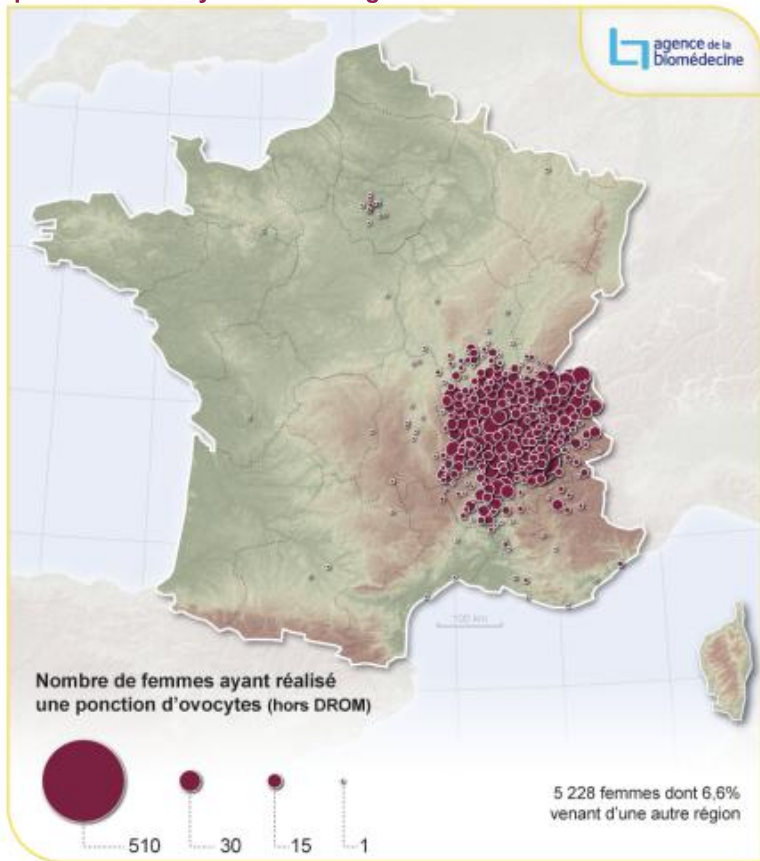 agence de la
biomédecine
100 km
Nombre de femmes ayant réalisé
une ponction d'ovocytes (hors DROM)
510
30
15
1
5 228 femmes dont 6,6%
venant d'une autre région